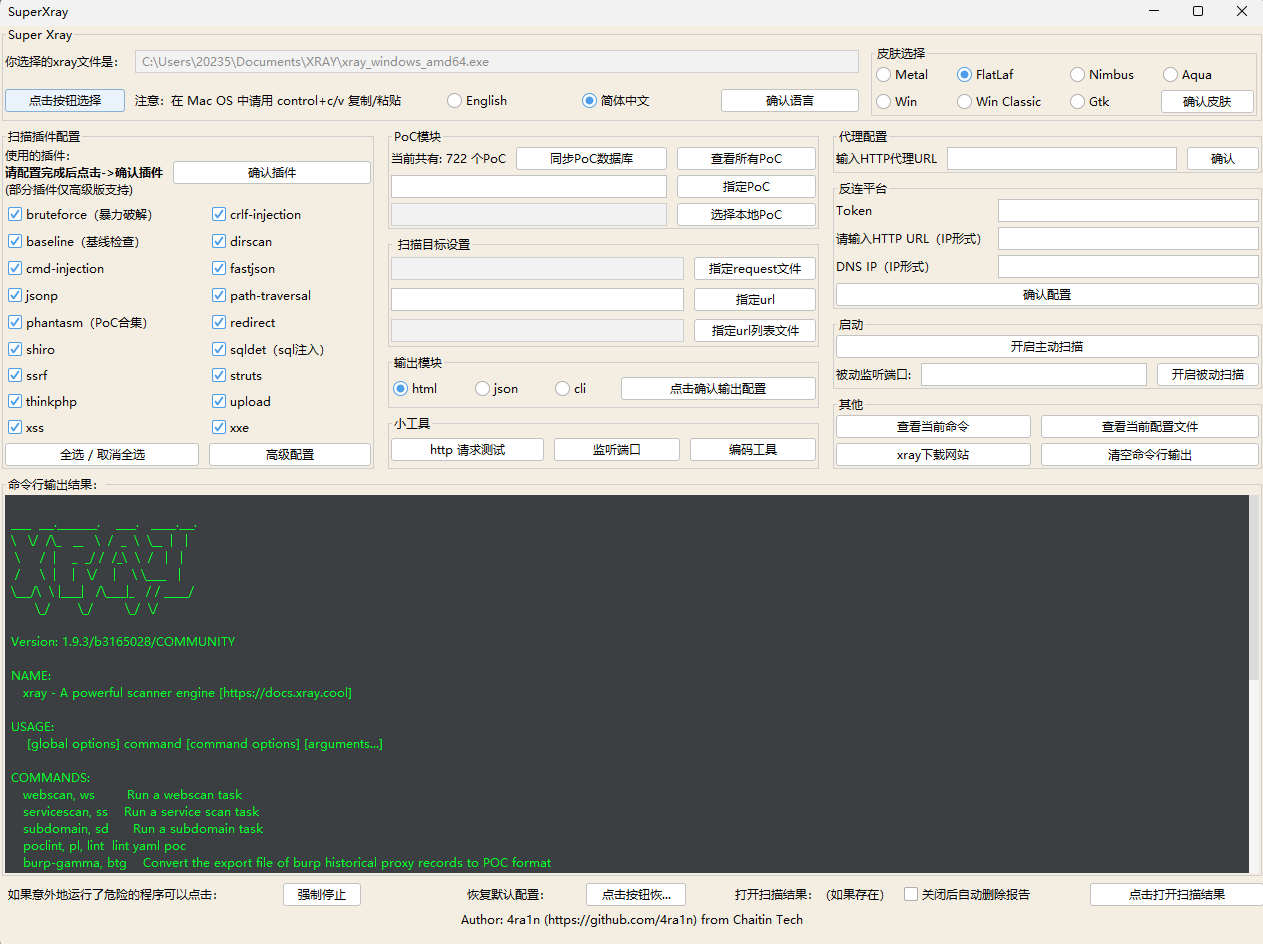 SuperXray
Super Xray
你选择的xray文件是:
C:\Users\20235\Documents\XRAY\xray_windows_amd64.exe
点击按钮选择
注意：在 Mac OS 中请用 control+c/v 复制/粘贴
English
简体中文
确认语言
皮肤选择
Metal
FlatLaf
Nimbus
Aqua
Win
Win Classic
Gtk
确认皮肤
扫描插件配置
使用的插件:
请配置完成后点击->确认插件
(部分插件仅高级版支持)
确认插件
bruteforce（暴力破解）
crlf-injection
baseline（基线检查）
dirscan
cmd-injection
fastjson
jsonp
path-traversal
phantasm（PoC合集）
redirect
shiro
sqldet（sql注入）
ssrf
struts
thinkphp
upload
xss
xxe
全选 / 取消全选
高级配置
PoC模块
当前共有: 722 个PoC
同步PoC数据库
查看所有PoC
指定PoC
选择本地PoC
扫描目标设置
指定request文件
指定url
指定url列表文件
输出模块
html
json
cli
点击确认输出配置
小工具
http 请求测试
监听端口
编码工具
代理配置
输入HTTP代理URL
确认
反连平台
Token
请输入HTTP URL（IP形式）
DNS IP（IP形式）
确认配置
启动
开启主动扫描
被动监听端口:
开启被动扫描
其他
查看当前命令
查看当前配置文件
xray下载网站
清空命令行输出
命令行输出结果:
Version: 1.9.3/b3165028/COMMUNITY
NAME:
xray - A powerful scanner engine [https://docs.xray.cool]
USAGE:
[global options] command [command options] [arguments...]
COMMANDS:
webscan, ws Run a webscan task
servicescan, ss Run a service scan task
subdomain, sd Run a subdomain task
poclint, pl, lint lint yaml poc
burp-gamma, btg Convert the export file of burp historical proxy records to POC format
如果意外地运行了危险的程序可以点击:
强制停止
恢复默认配置:
点击按钮恢...
打开扫描结果:
(如果存在)
关闭后自动删除报告
点击打开扫描结果
Author: 4ra1n (https://github.com/4ra1n) from Chaitin Tech